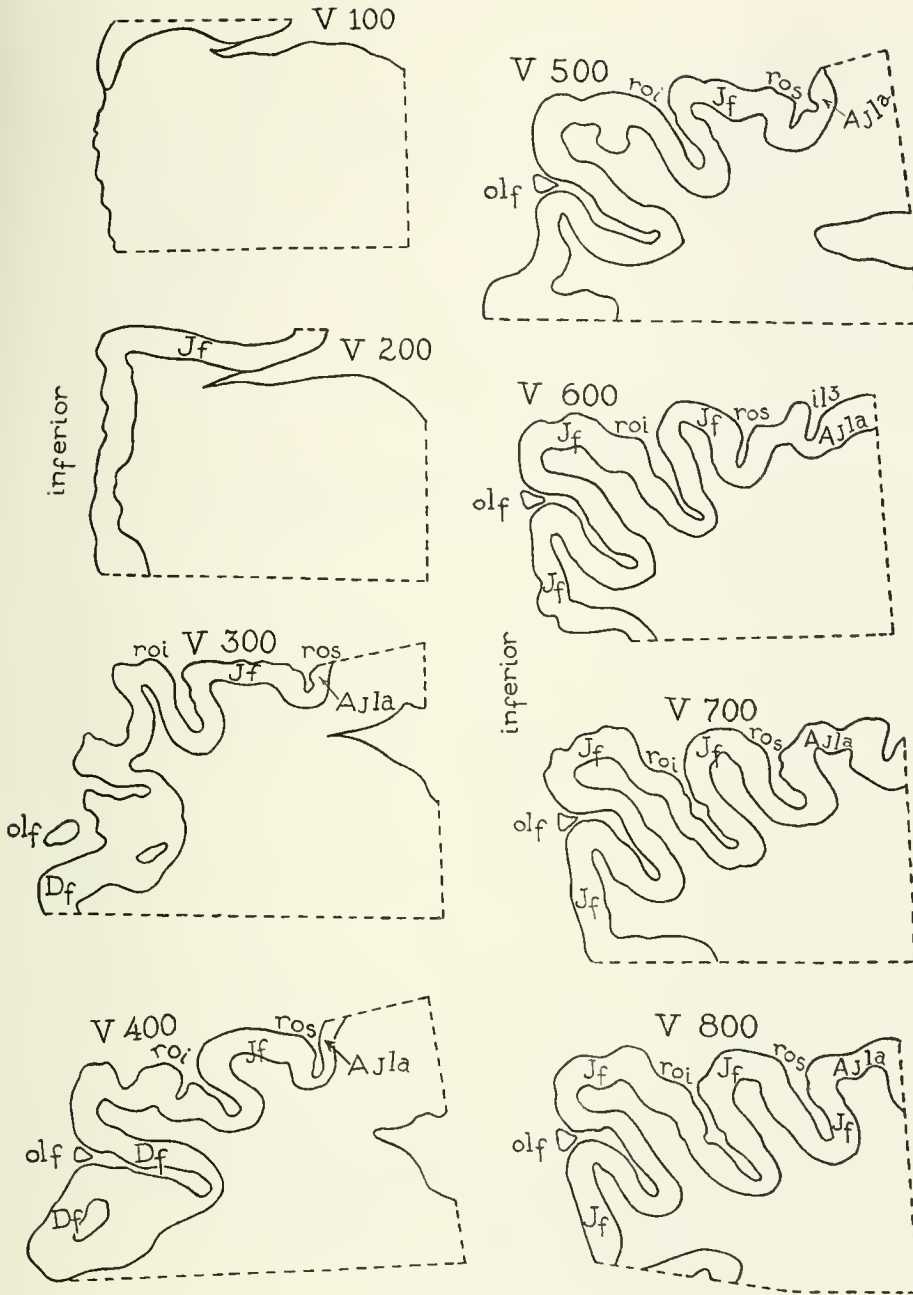 V 100
Jf
V 200
inferior
roi V 300 ros
Jf
AJla
olf
Df
V 400
roi
ros
Jf
AJla
olf
Df
Df
V 500
roi
Jf
ros
AJla
olf
V 600
Jf
roi
Jf
ros
il3
AJla
olf
Jf
inferior
V 700
Jf
roi
Jf
ros
AJla
olf
Jf
V 800
Jf
roi
Jf
ros
AJla
olf
Jf
Jf